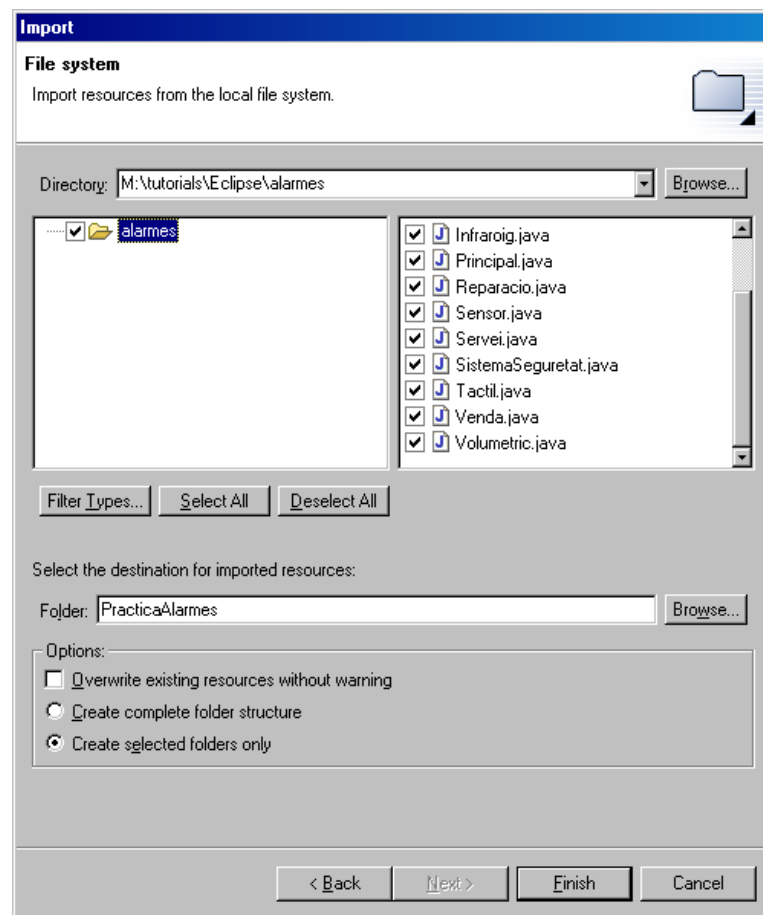 Import
File system
Import resources from the local file system.
Directory: M:\tutorials\Eclipse\alarmes
Browse...
alarmes
Infraroig.java
Principal.java
Reparacio.java
Sensor.java
Servei.java
SistemaSeguretat.java
Tactil.java
Venda.java
Volumetric.java
Filter Types... Select All Deselect All
Select the destination for imported resources:
Folder: PracticaAlarmes
Browse...
Options:
Overwrite existing resources without warning
Create complete folder structure
Create selected folders only
< Back Next > Finish Cancel